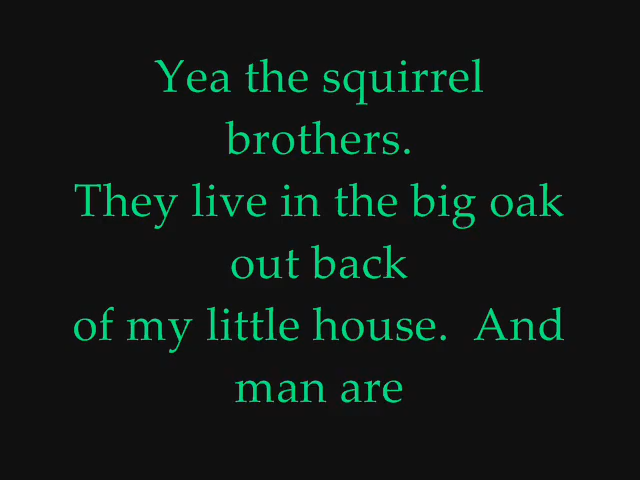 Yea the squirrel
brothers.
They live in the big oak
out back
of my little house.  And
man are